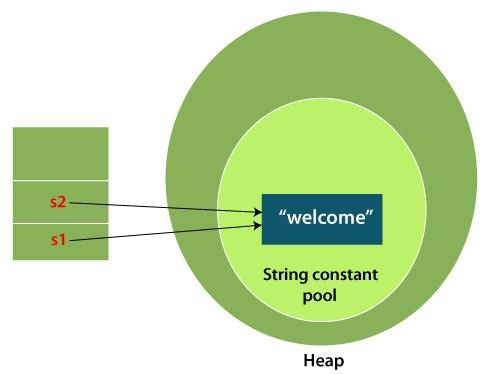 s2
s1
“welcome”
String constant
pool
Heap